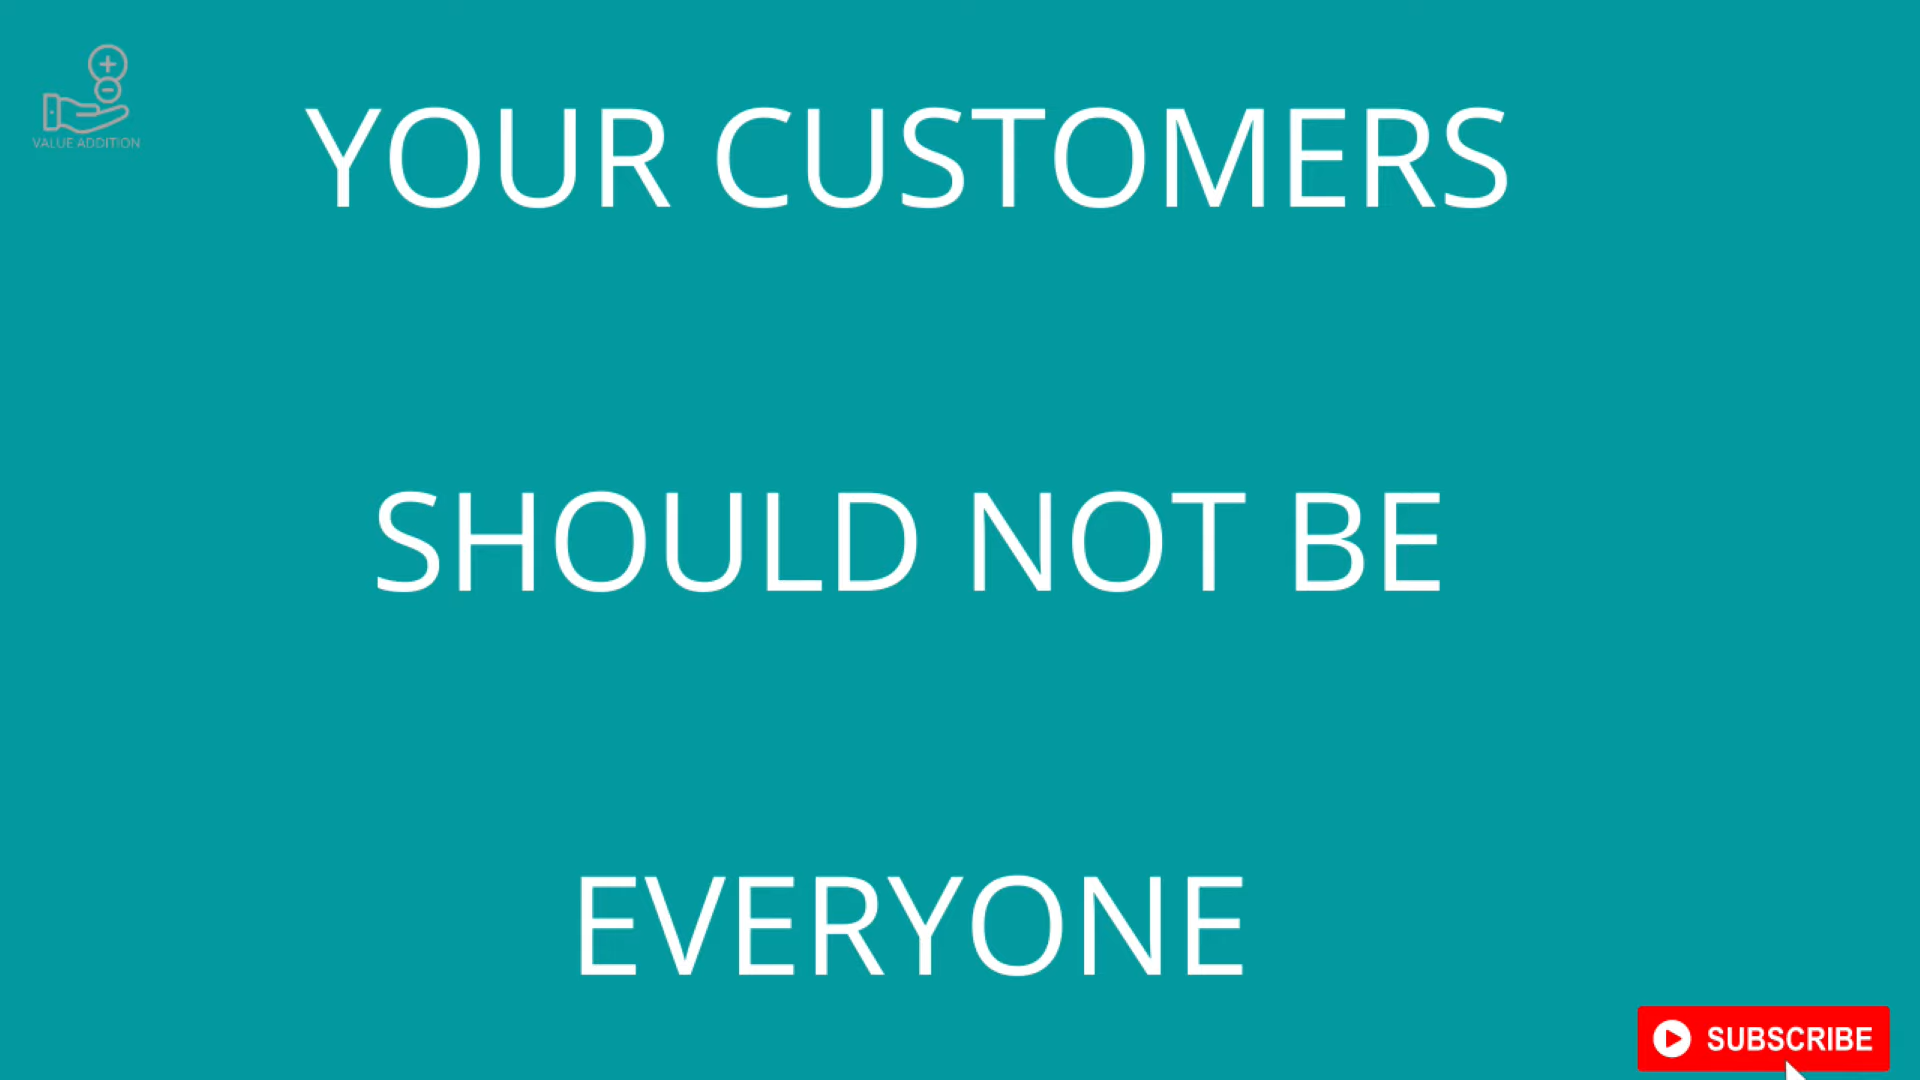 VALUE ADDITION
YOUR CUSTOMERS
SHOULD NOT BE
EVERYONE
SUBSCRIBE